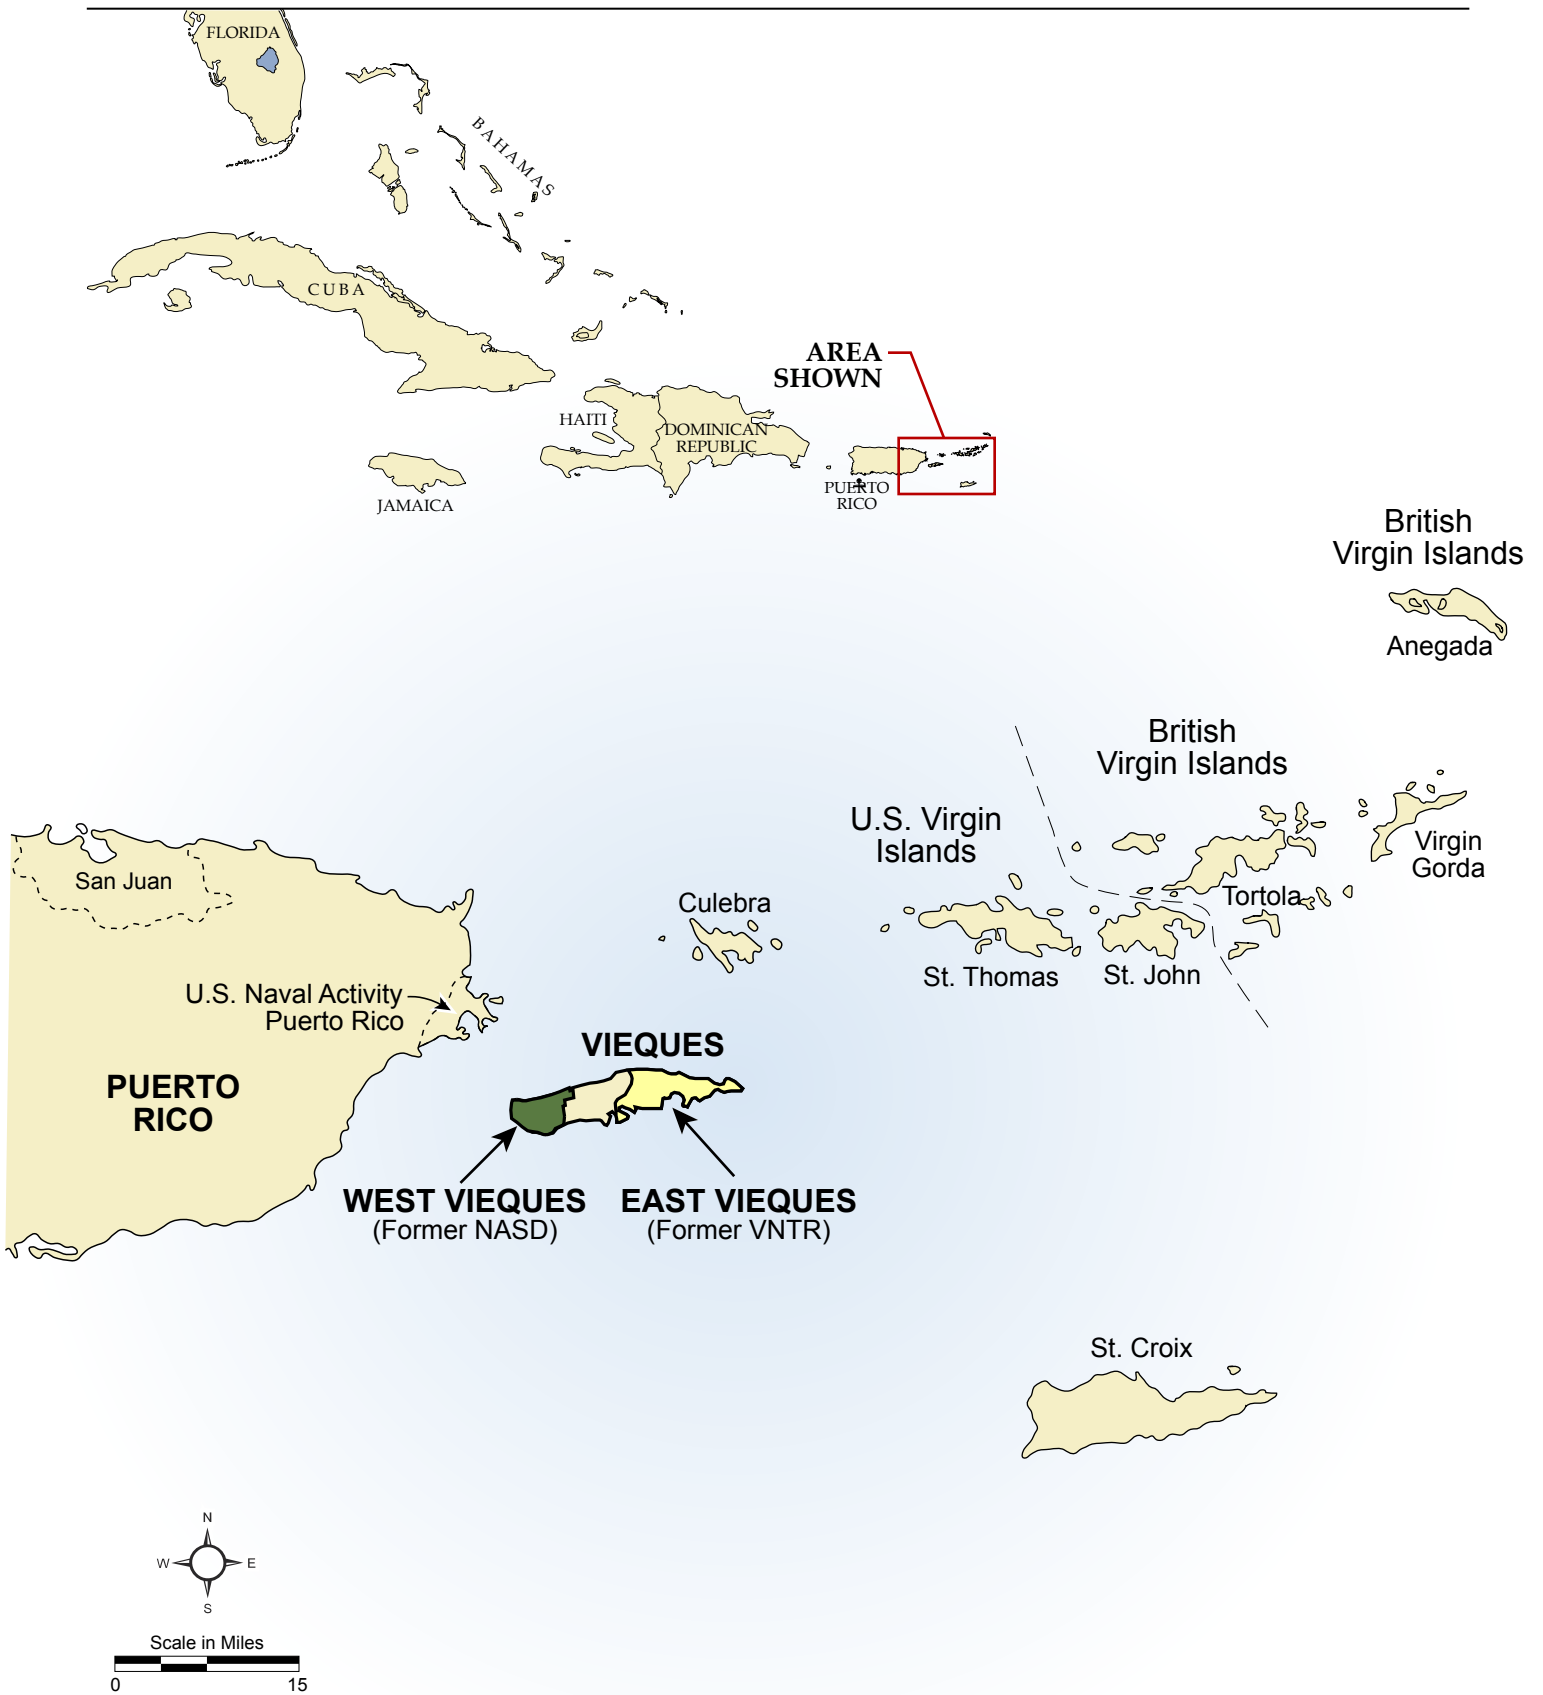 FLORIDA
BAHAMAS
CUBA
AREA
SHOWN
HAITI
DOMINICAN
REPUBLIC
JAMAICA
PUERTO
RICO
British
Virgin Islands
Anegada
British
Virgin Islands
U.S. Virgin
Islands
Virgin
Gorda
San Juan
Culebra
Tortola
St. Thomas
St. John
U.S. Naval Activity
Puerto Rico
VIEQUES
PUERTO
RICO
WEST VIEQUES
(Former NASD)
EAST VIEQUES
(Former VNTR)
St. Croix
N
W E
S
Scale in Miles
0 15